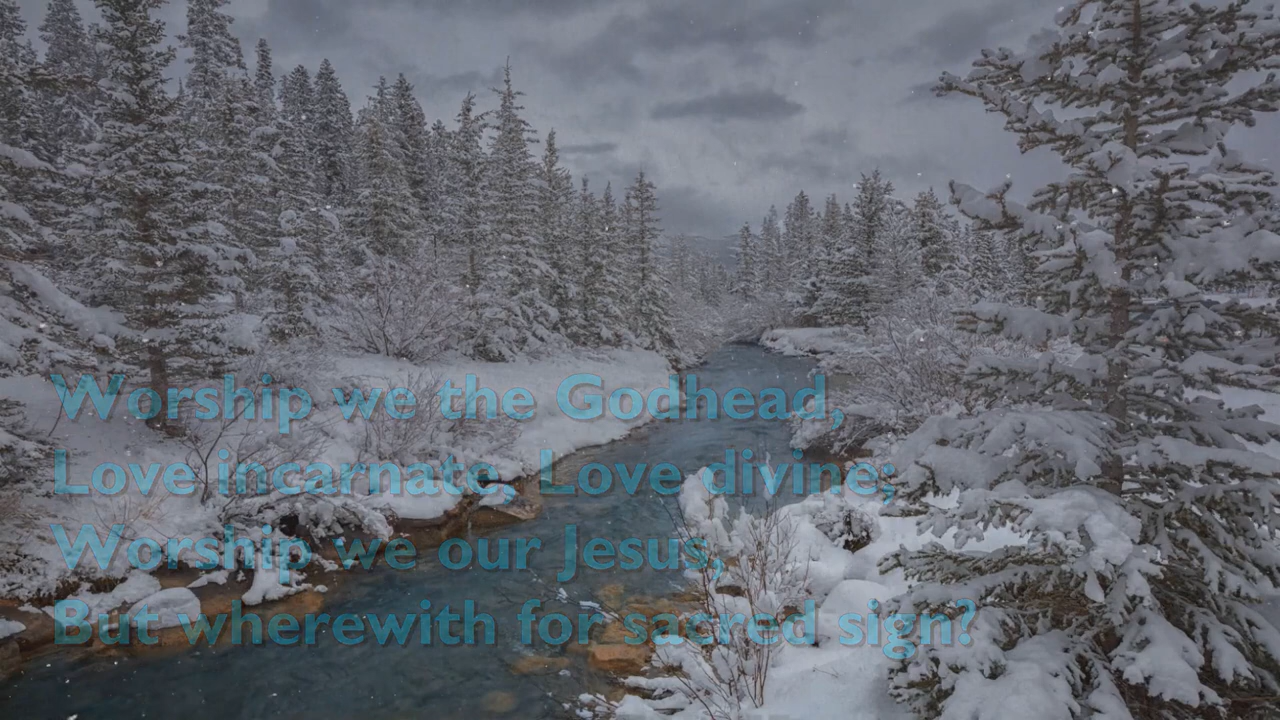 Worship we the Godhead,
Love incarnate, Love divine;
Worship we our Jesus,
But wherewith for sacred sign?